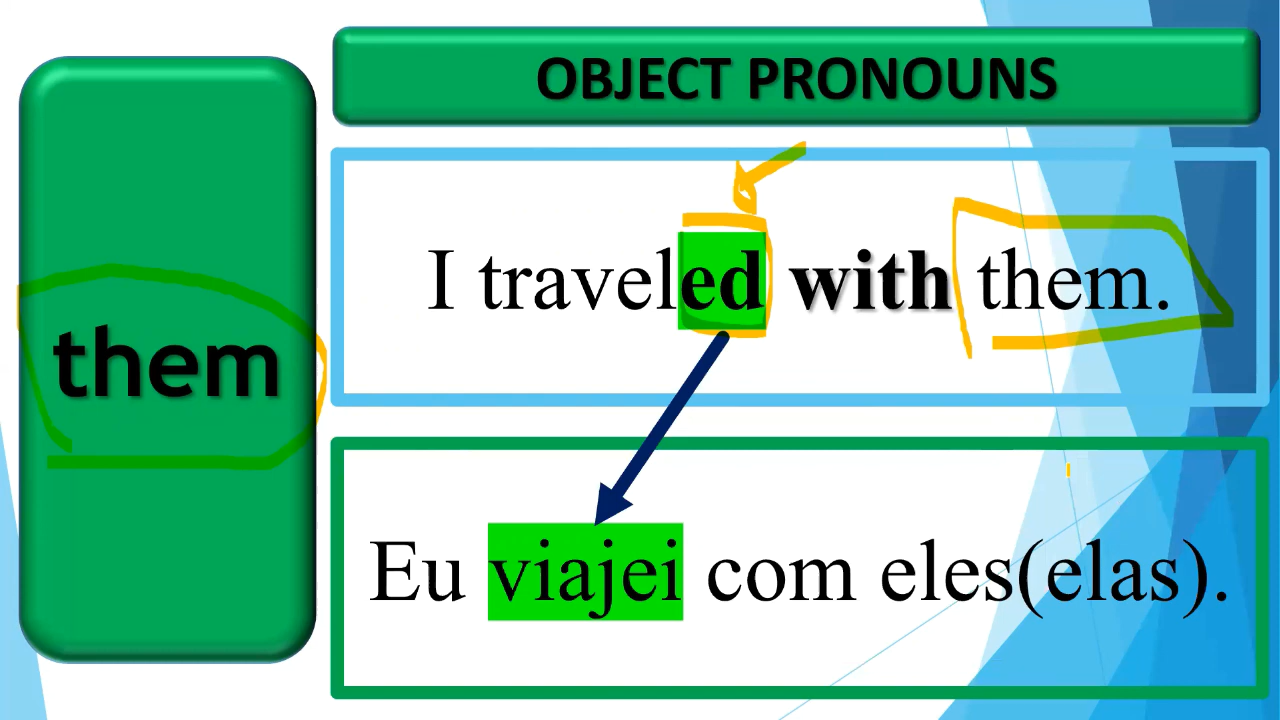 OBJECT PRONOUNS
them
I traveled with them.
Eu viajei com eles(elas).